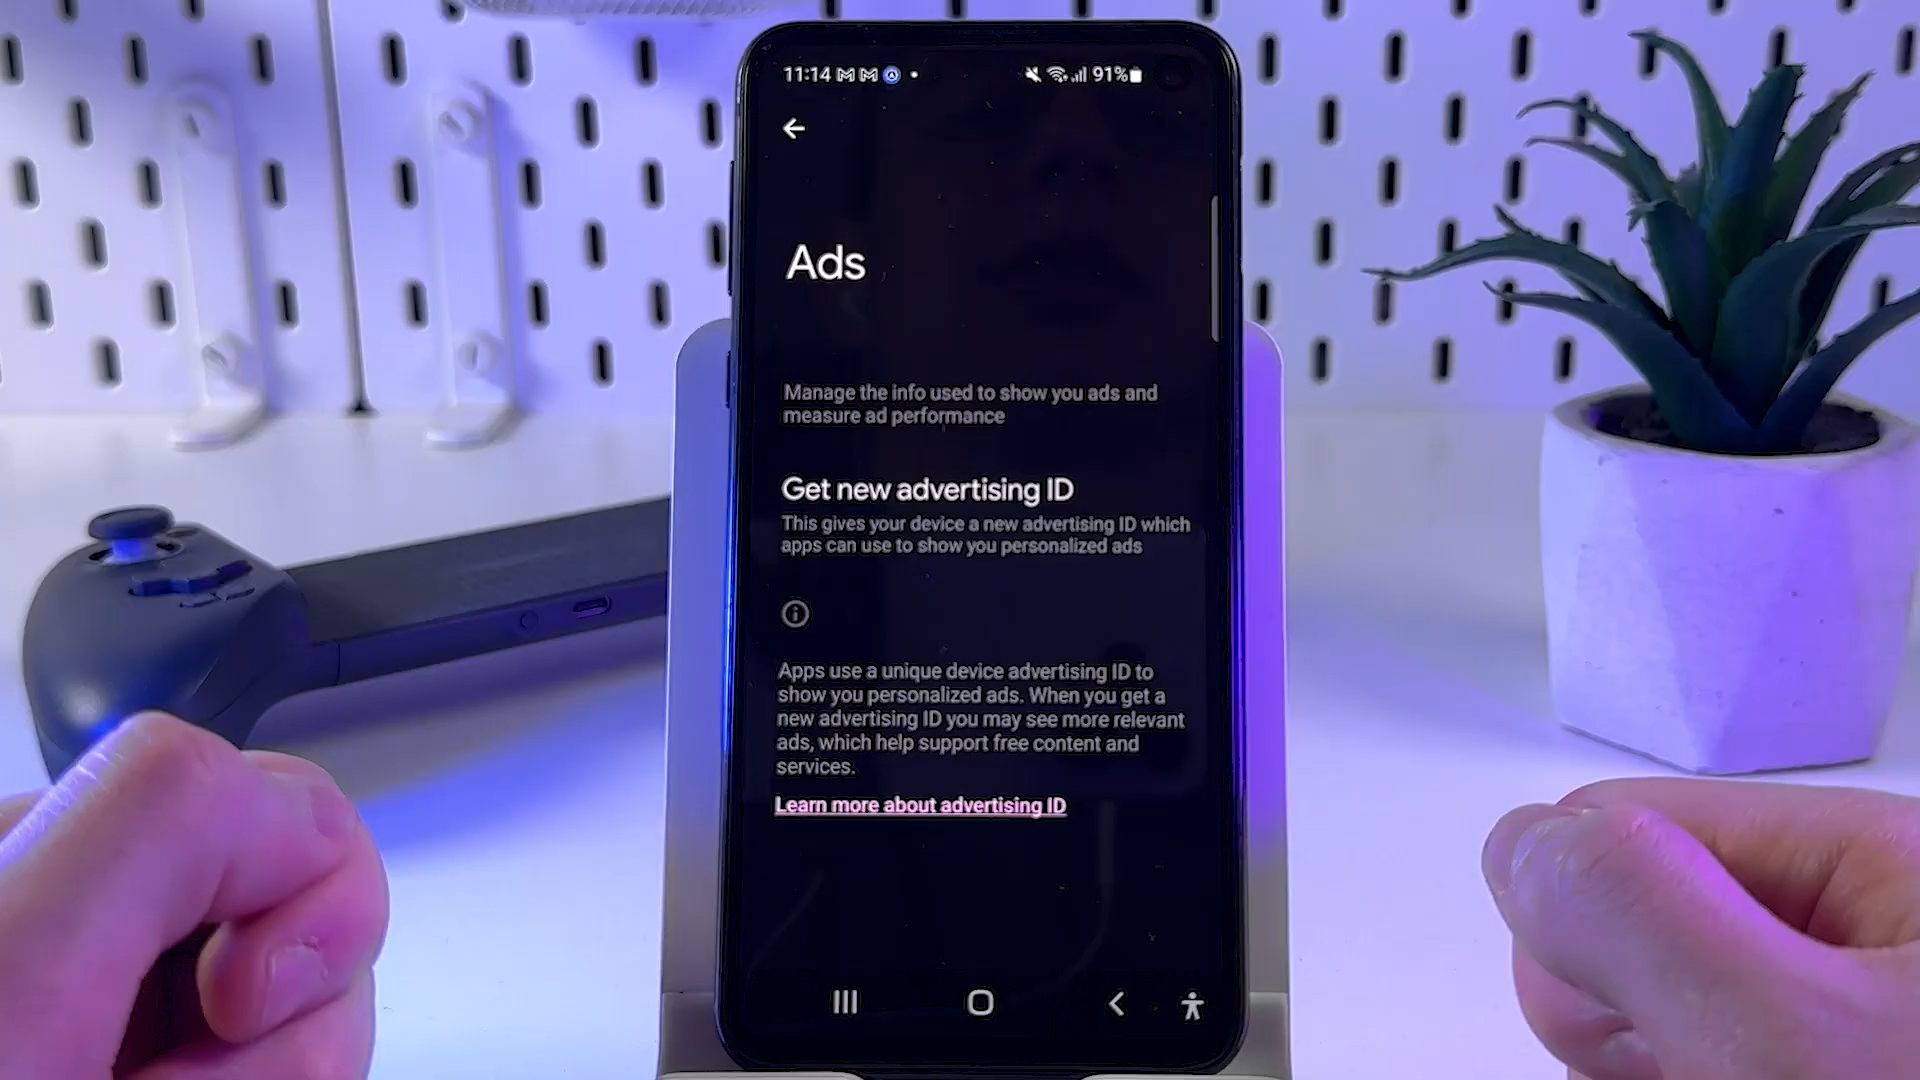 11:14 91%
Ads
Manage the info used to show you ads and
measure ad performance
Get new advertising ID
This gives your device a new advertising ID which
apps can use to show you personalized ads
Apps use a unique device advertising ID to
show you personalized ads. When you get a
new advertising ID you may see more relevant
ads, which help support free content and
services.
Learn more about advertising ID